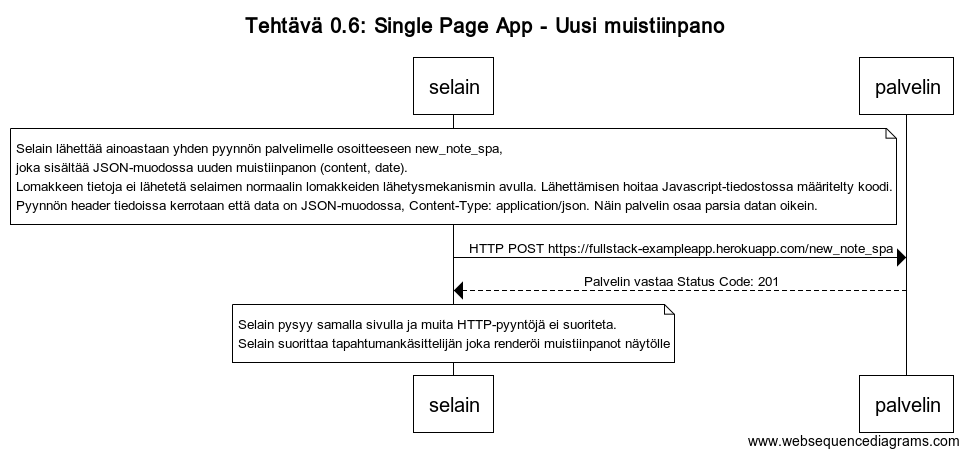 Tehtävä 0.6: Single Page App - Uusi muistiinpano
selain
palvelin
Selain lähettää ainoastaan yhden pyynnön palvelimelle osoitteeseen new_note_spa,
joka sisältää JSON-muodossa uuden muistiinpanon (content, date).
Lomakkeen tietoja ei lähetetä selaimen normaalin lomakkeiden lähetysmekanismin avulla. Lähettämisen hoitaa Javascript-tiedostossa määritelty koodi.
Pyynnön header tiedoissa kerrotaan että data on JSON-muodossa, Content-Type: application/json. Näin palvelin osaa parsia datan oikein.
HTTP POST https://fullstack-exampleapp.herokuapp.com/new_note_spa
Palvelin vastaa Status Code: 201
Selain pysyy samalla sivulla ja muita HTTP-pyyntöjä ei suoriteta.
Selain suorittaa tapahtumankäsittelijän joka renderöi muistiinpanot näytölle
selain
palvelin
www.websequencediagrams.com